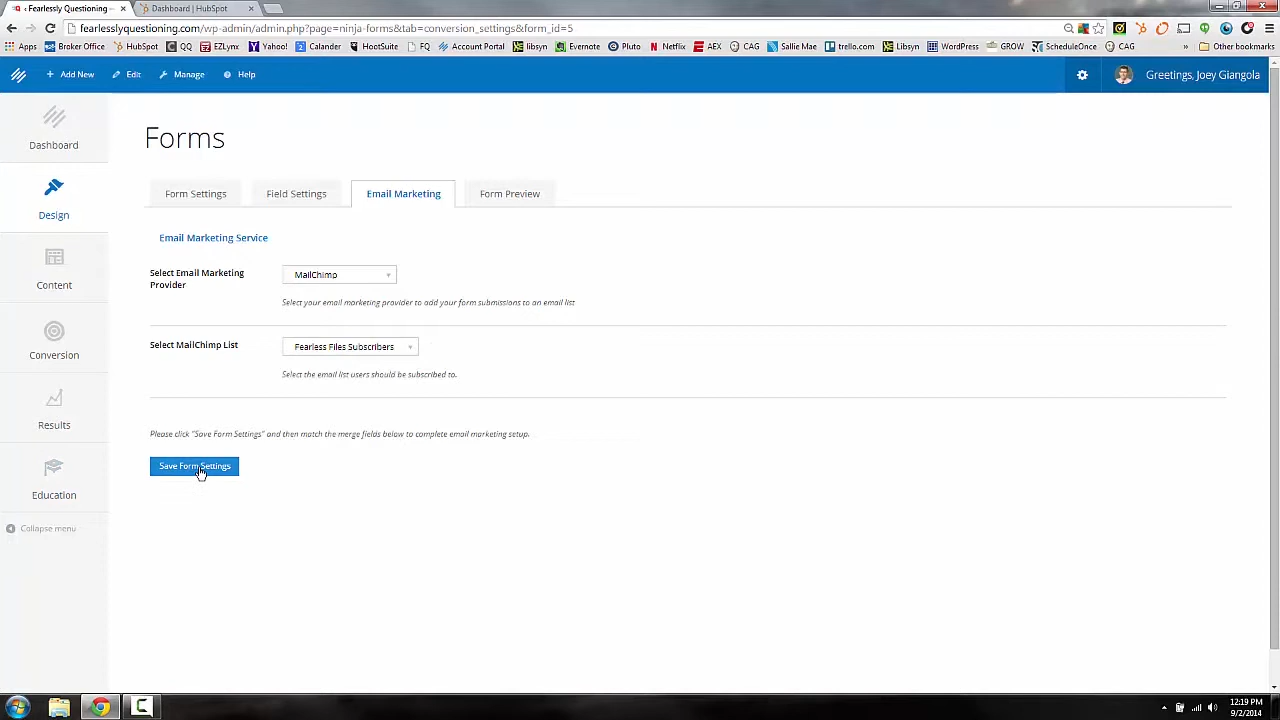 Fearlessly Questioning —
Dashboard | HubSpot
fearlesslyquestioning.com/wp-admin/admin.php?page=ninja-forms&tab=conversion_settings&form_id=5
Apps Broker Office HubSpot QQ EZLynx Yahoo! Calander HootSuite FQ Account Portal libsyn Evernote Pluto Netflix AEX CAG Sallie Mae trello.com Libsyn WordPress GROW ScheduleOnce CAG » Other bookmarks
Add New Edit Manage Help Greetings, Joey Giangola
Dashboard
Design
Content
Conversion
Results
Education
Collapse menu
Forms
Form Settings Field Settings Email Marketing Form Preview
Email Marketing Service
Select Email Marketing
Provider
MailChimp
Select your email marketing provider to add your form submissions to an email list
Select MailChimp List
Fearless Files Subscribers
Select the email list users should be subscribed to.
Please click "Save Form Settings" and then match the merge fields below to complete email marketing setup.
Save Form Settings
12:19 PM
9/2/2014